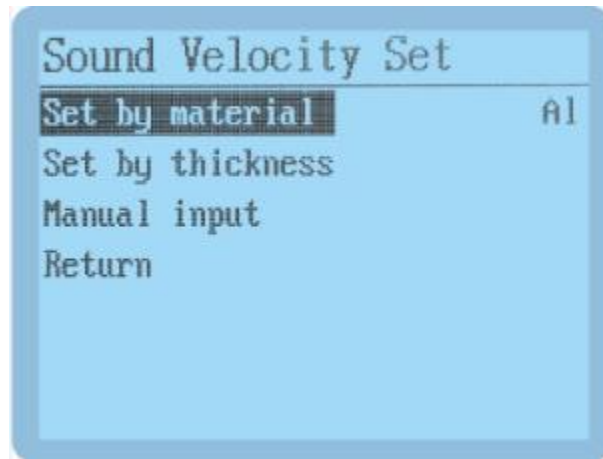 Sound Velocity Set
Set by material Al
Set by thickness
Manual input
Return